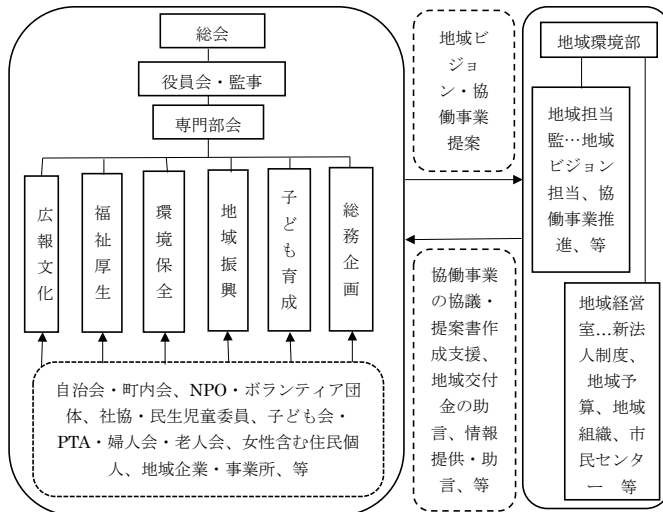 総会
役員会・監事
専門部会
広報文化
福祉厚生
環境保全
地域振興
子ども育成
総務企画
自治会・町内会、NPO・ボランティア団
体、社協・民生児童委員、子ども会・
PTA・婦人会・老人会、女性含む住民個
人、地域企業・事業所、等
地域ビ
ジョ
ン・協
働事業
提案
協働事業
の協議・
提案書作
成支援、
地域交付
金の助
言、情報
提供・助
言、等
地域環境部
地域担当
監…地域
ビジョン
担当、協
働事業推
進、等
地域経営
室…新法
人制度、
地域予
算、地域
組織、市
民センタ
ー 等